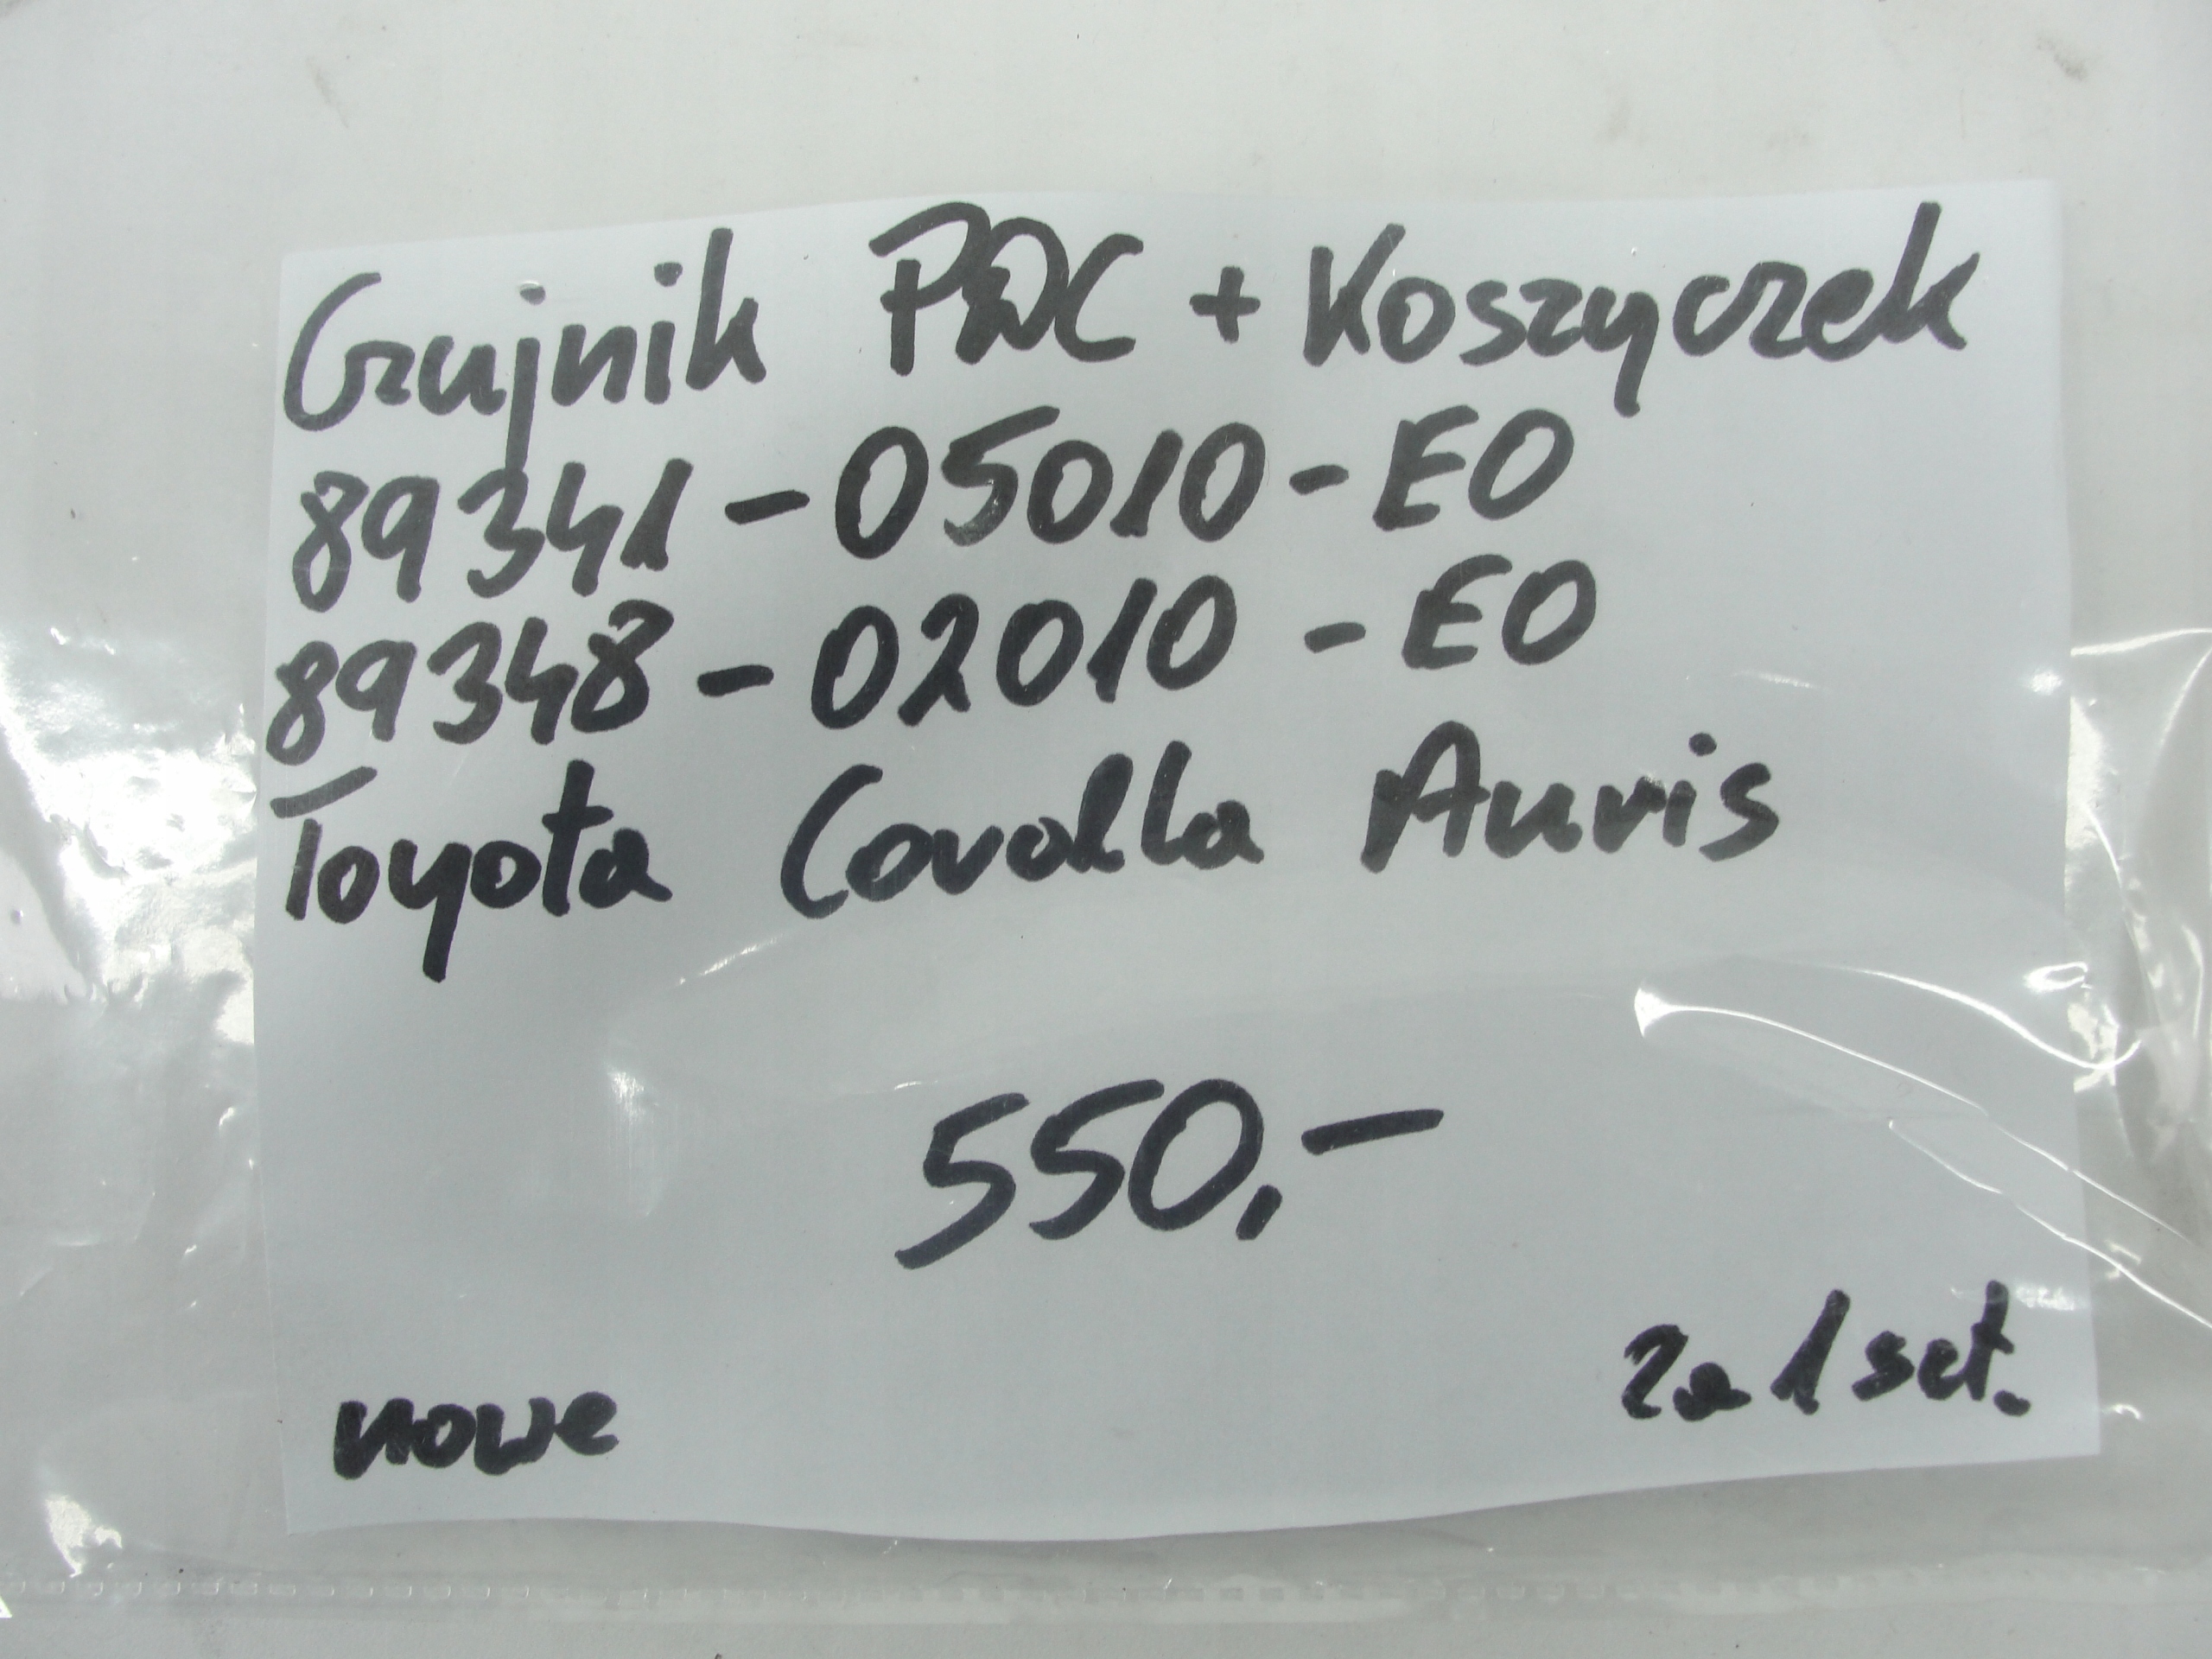 Czujnik PDC + Koszyczek
89341-05010-E0
89348-02010-E0
Toyota Corolla Auris
550,-
za 1 szt.
nowe